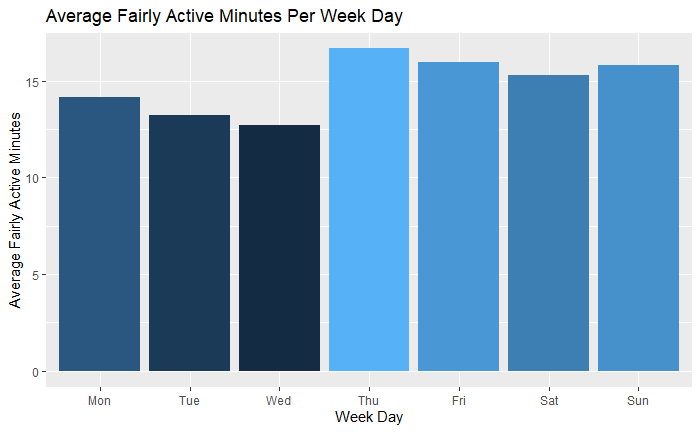 Average Fairly Active Minutes Per Week Day
Average Fairly Active Minutes
15
10
5
0
Mon Tue Wed Thu Fri Sat Sun
Week Day